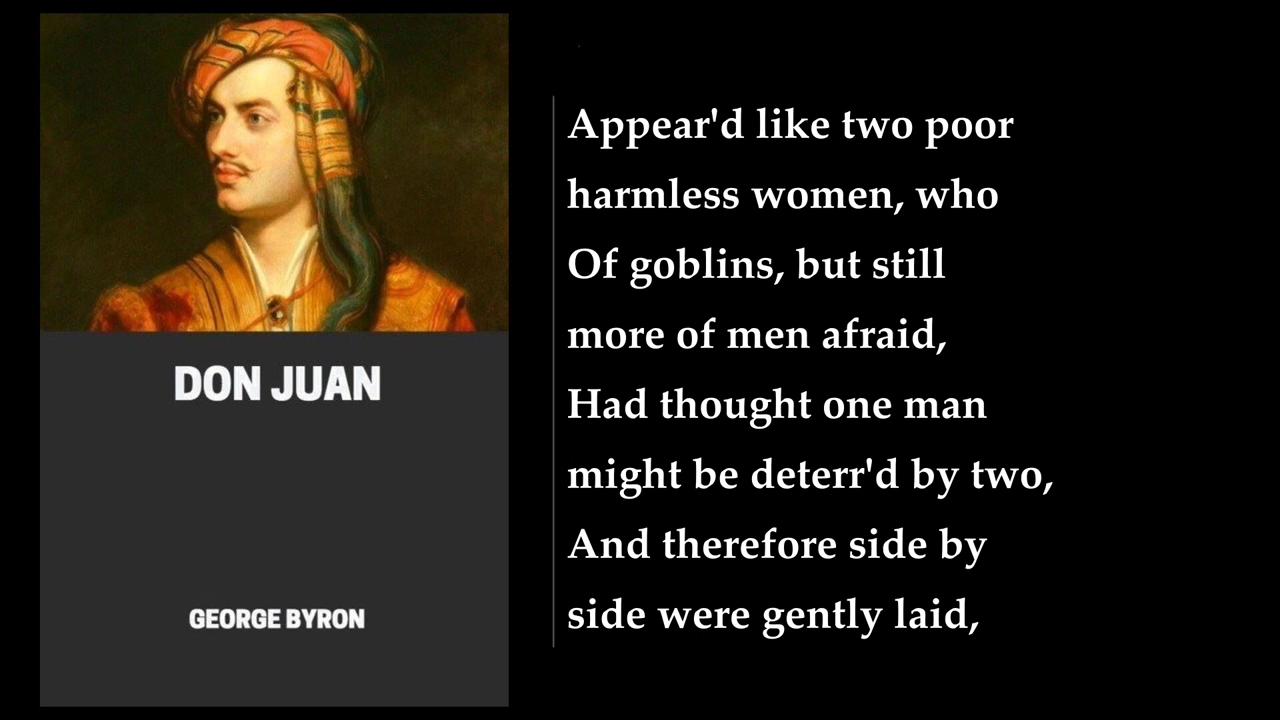 DON JUAN
GEORGE BYRON
Appear'd like two poor
harmless women, who
Of goblins, but still
more of men afraid,
Had thought one man
might be deterr'd by two,
And therefore side by
side were gently laid,